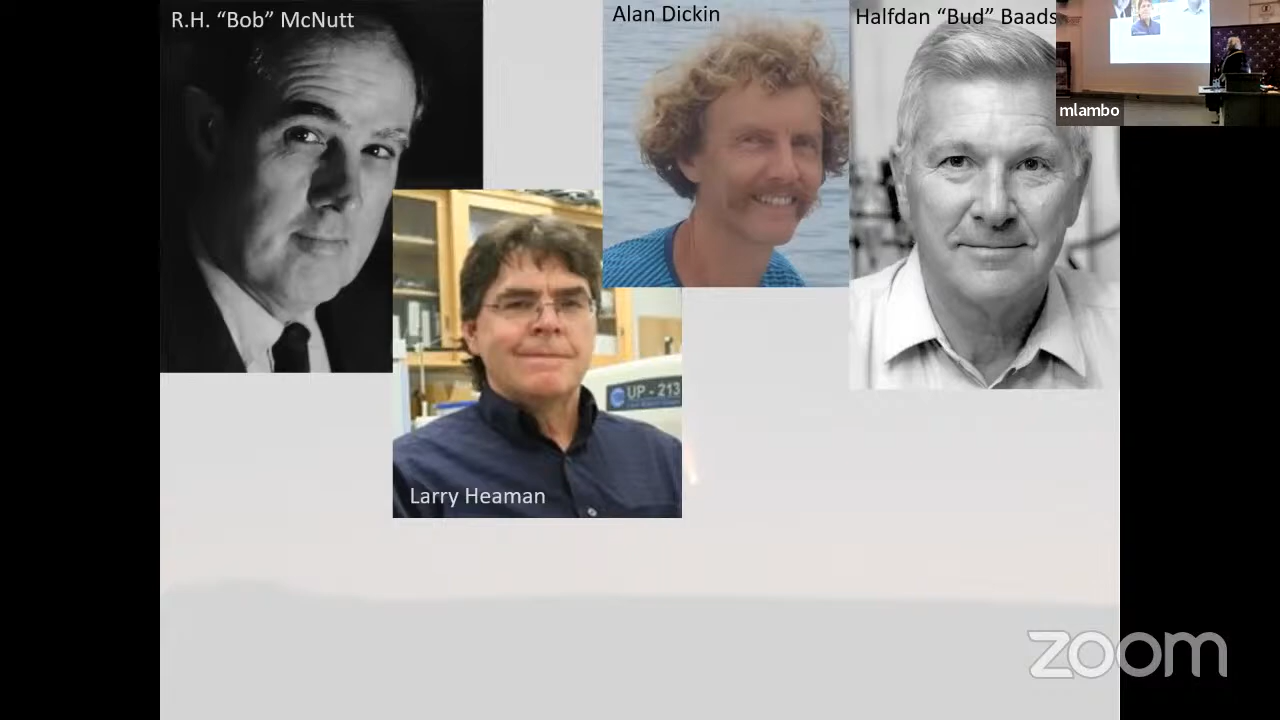 R.H. “Bob” McNutt
Alan Dickin
Halfdan “Bud” Baads
mlambo
UP - 213
Larry Heaman
zoom